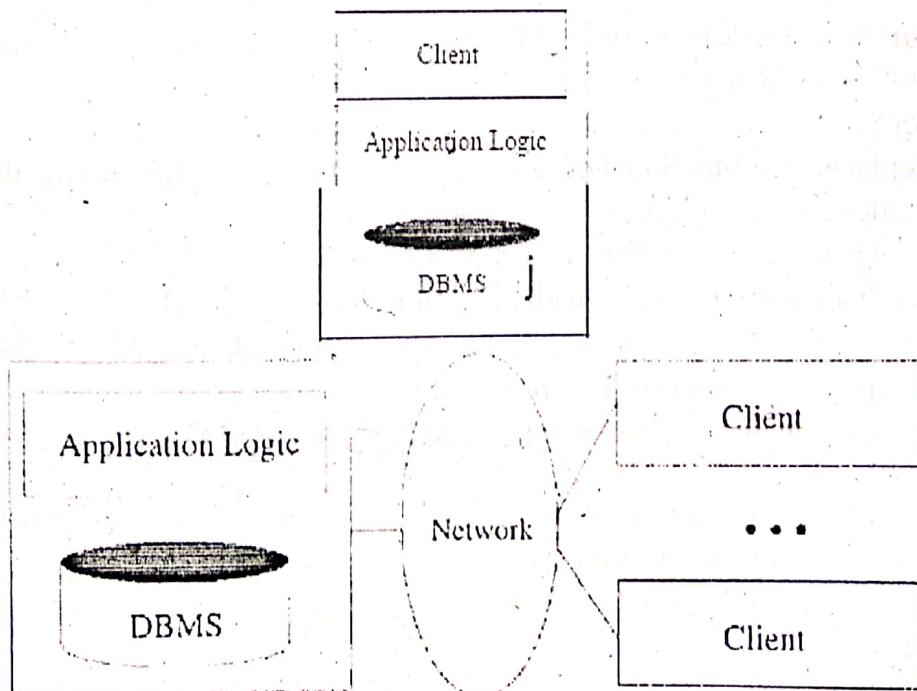 Client
Application Logic
DBMS j
Application Logic
Network
Client
...
DBMS
Client